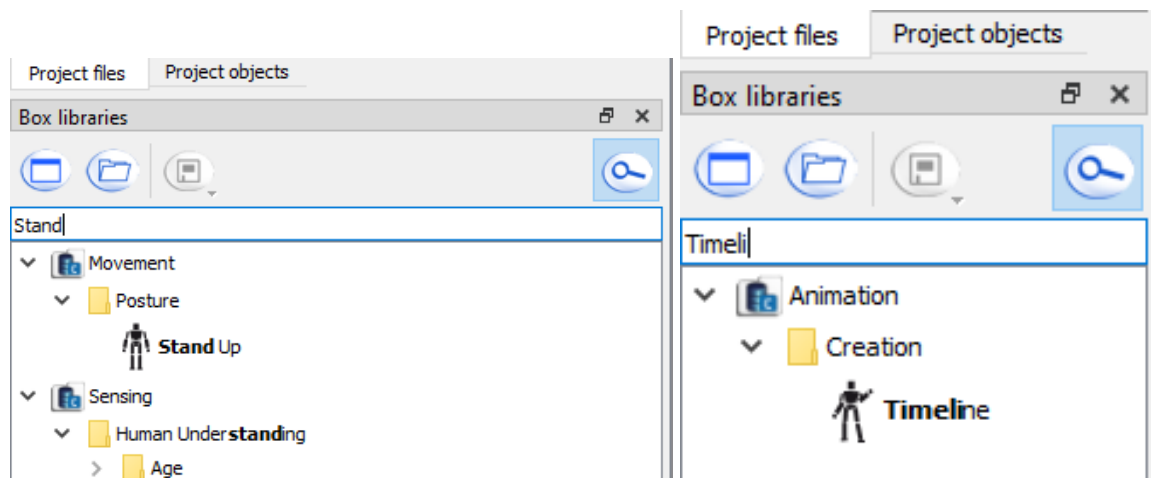 Project files Project objects
Box libraries
Stand
Movement
Posture
Stand Up
Sensing
Human Understanding
Age
Project files Project objects
Box libraries
Timeli
Animation
Creation
Timeline